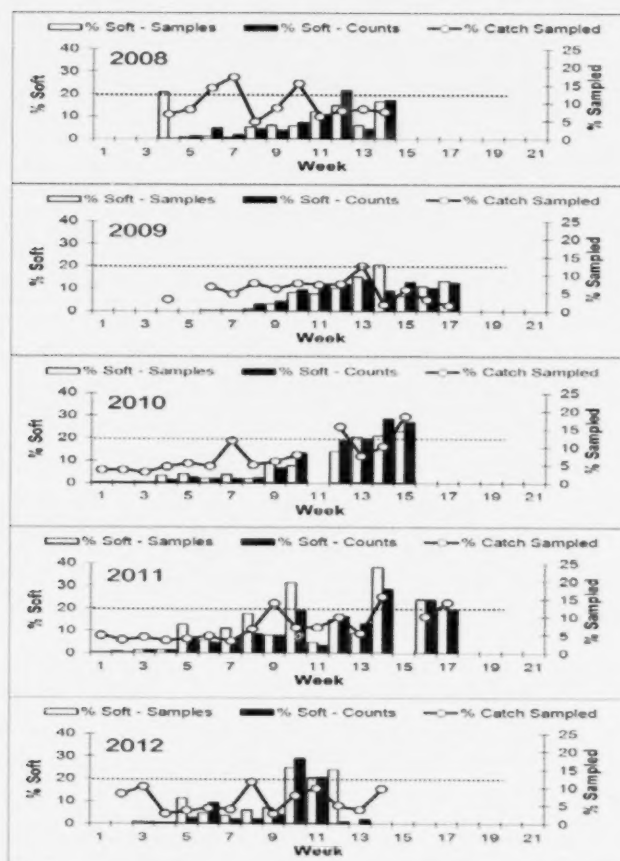 % Soft - Samples % Soft - Counts % Catch Sampled
2008
40 30 20 10 0
% Soft
25 20 15 10 5 0
% Sampled
1 3 5 7 9 11 13 15 17 19 21
Week
% Soft - Samples % Soft - Counts % Catch Sampled
2009
40 30 20 10 0
% Soft
25 20 15 10 5 0
% Sampled
1 3 5 7 9 11 13 15 17 19 21
Week
% Soft - Samples % Soft - Counts % Catch Sampled
2010
40 30 20 10 0
% Soft
25 20 15 10 5 0
% Sampled
1 3 5 7 9 11 13 15 17 19 21
Week
% Soft - Samples % Soft - Counts % Catch Sampled
2011
40 30 20 10 0
% Soft
25 20 15 10 5 0
% Sampled
1 3 5 7 9 11 13 15 17 19 21
Week
% Soft - Samples % Soft - Counts % Catch Sampled
2012
40 30 20 10 0
% Soft
25 20 15 10 5 0
% Sampled
1 3 5 7 9 11 13 15 17 19 21
Week